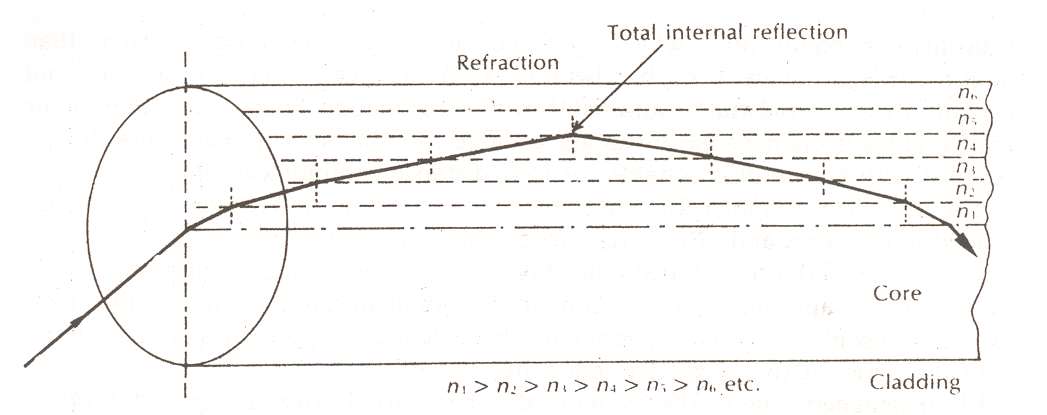 Total internal reflection
Refraction
n₆
n₅
n₄
n₃
n₂
n₁
Core
n₁ > n₂ > n₃ > n₄ > n₅ > n₆ etc.
Cladding